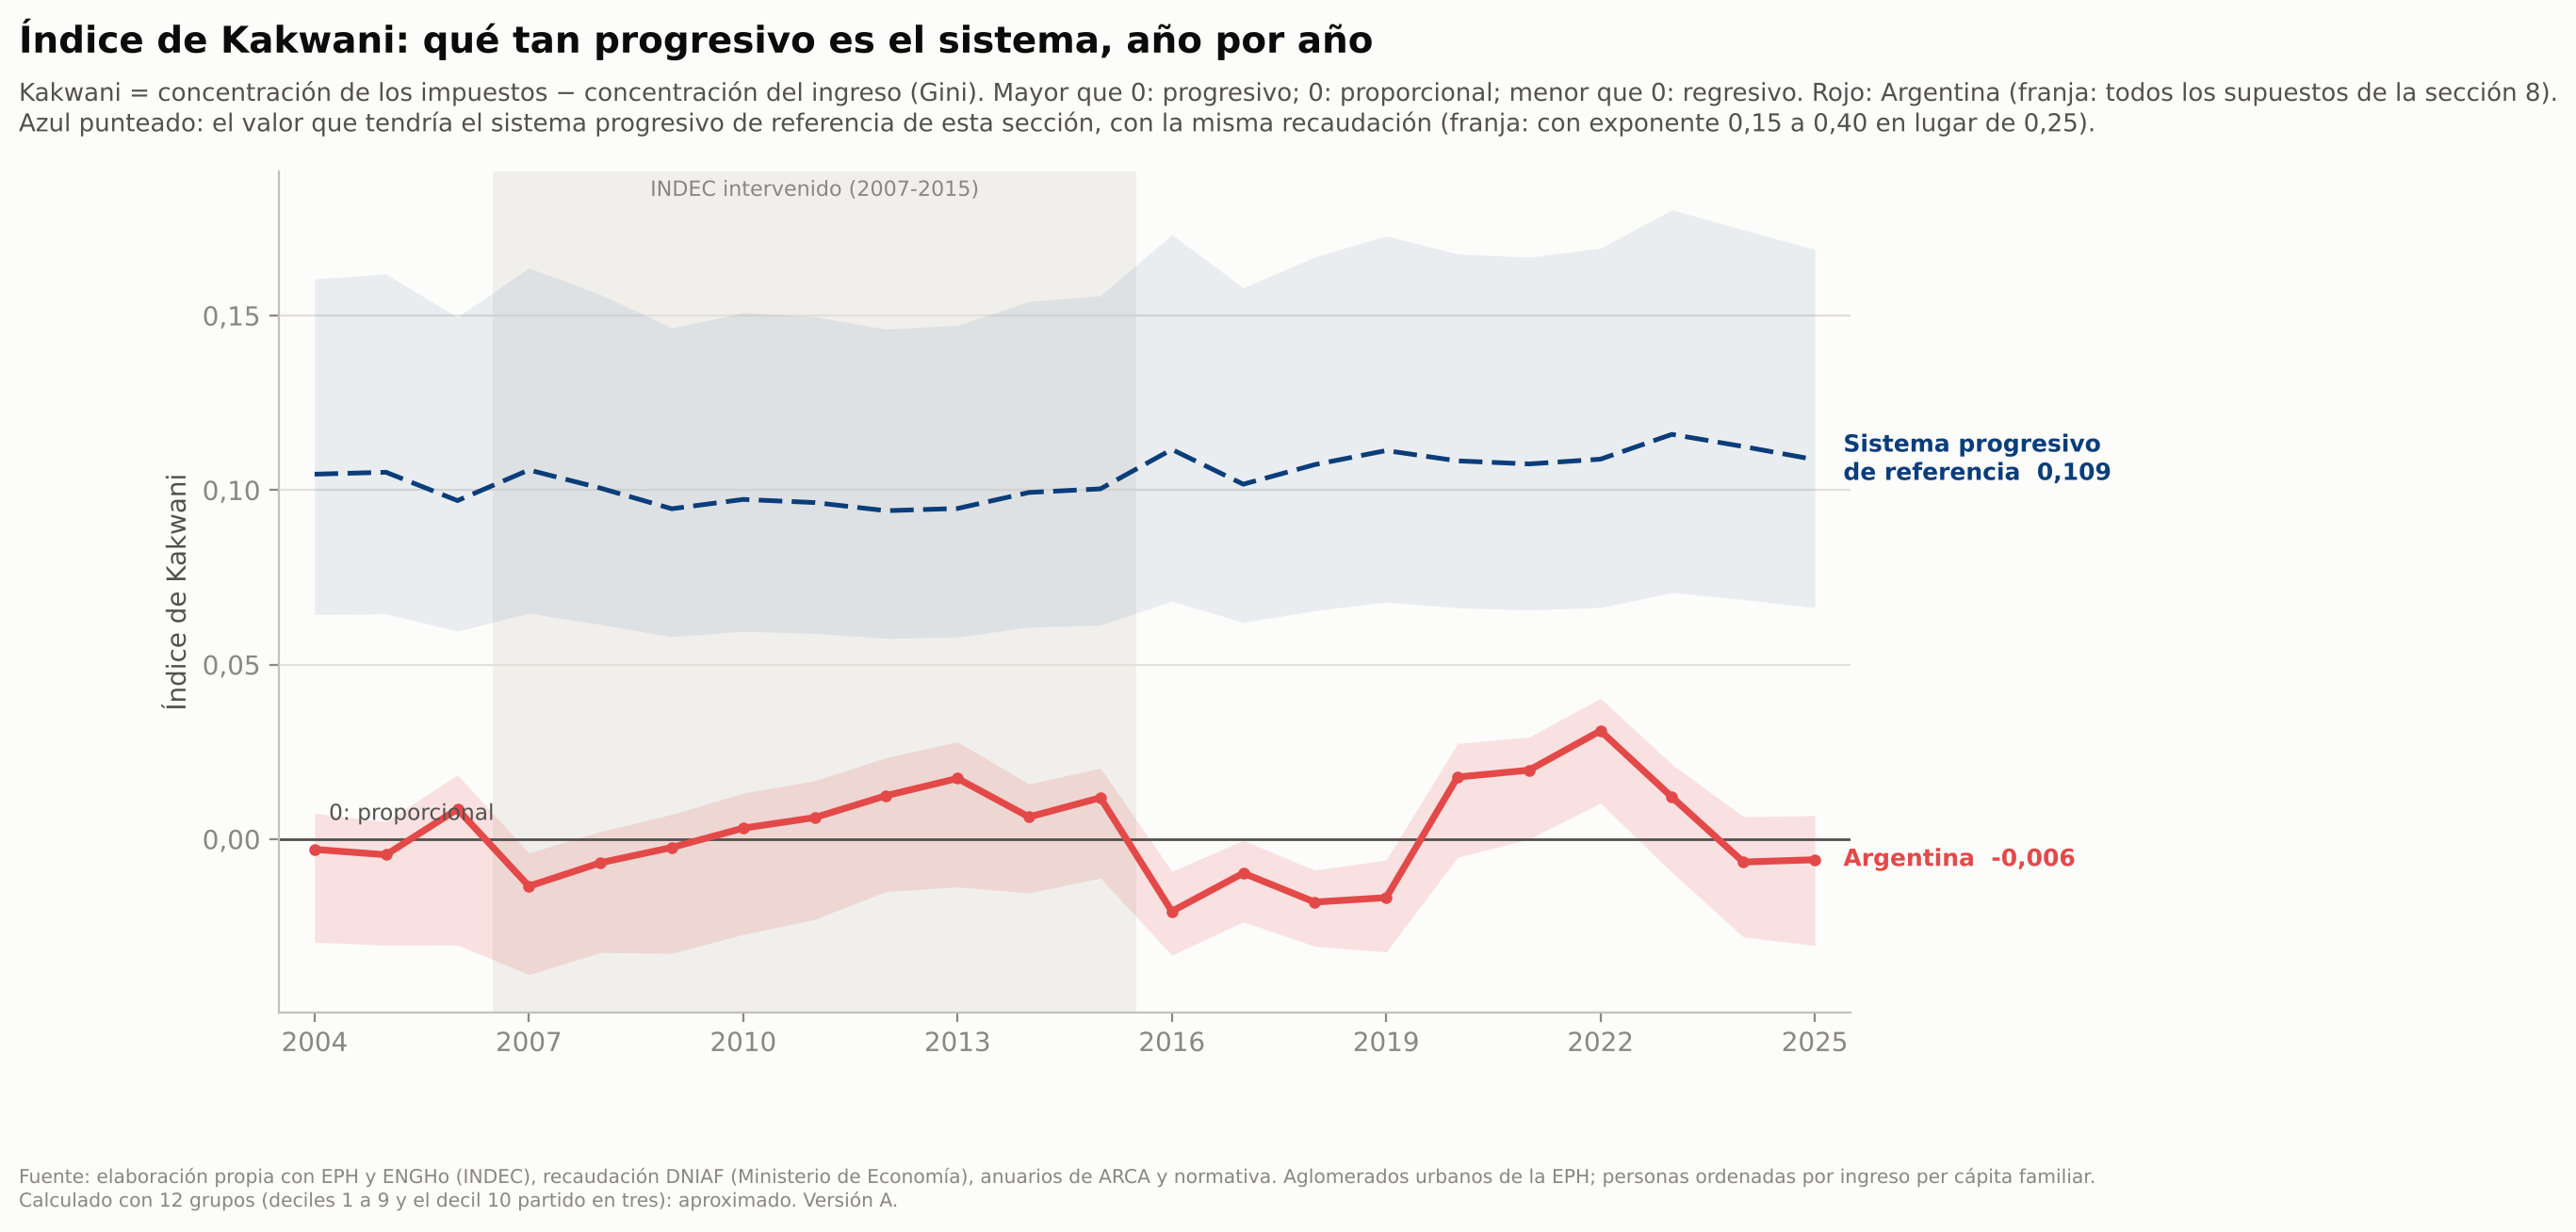 Índice de Kakwani: qué tan progresivo es el sistema, año por año
Kakwani = concentración de los impuestos − concentración del ingreso (Gini). Mayor que 0: progresivo; 0: proporcional; menor que 0: regresivo. Rojo: Argentina (franja: todos los supuestos de la sección 8).
Azul punteado: el valor que tendría el sistema progresivo de referencia de esta sección, con la misma recaudación (franja: con exponente 0,15 a 0,40 en lugar de 0,25).
INDEC intervenido (2007-2015)
Índice de Kakwani
0,15
0,10
0,05
0,00
Sistema progresivo
de referencia 0,109
0: proporcional
Argentina -0,006
2004 2007 2010 2013 2016 2019 2022 2025
Fuente: elaboración propia con EPH y ENGHo (INDEC), recaudación DNIAF (Ministerio de Economía), anuarios de ARCA y normativa. Aglomerados urbanos de la EPH; personas ordenadas por ingreso per cápita familiar.
Calculado con 12 grupos (deciles 1 a 9 y el decil 10 partido en tres): aproximado. Versión A.